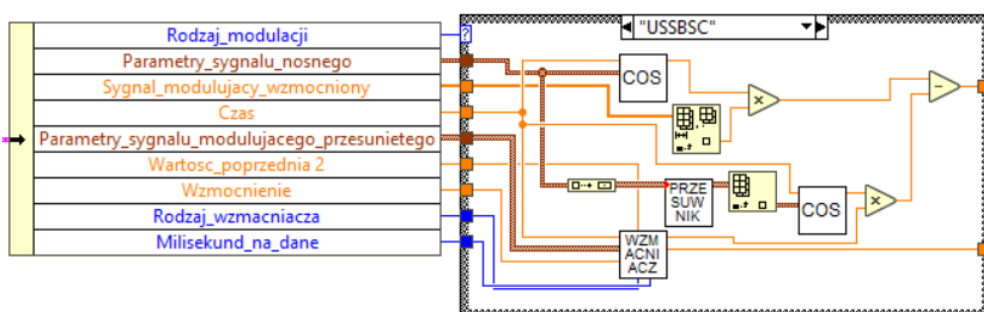 Rodzaj_modulacji
Parametry_sygnalu_nosnego
Sygnal_modulujacy_wzmocniony
Czas
Parametry_sygnalu_modulujacego_przesunietego
Wartosc_poprzednia 2
Wzmocnienie
Rodzaj_wzmacniacza
Milisekund_na_dane
?
"USSBSC"
COS
×
−
PRZE
SUW
NIK
COS
×
WZM
ACNI
ACZ